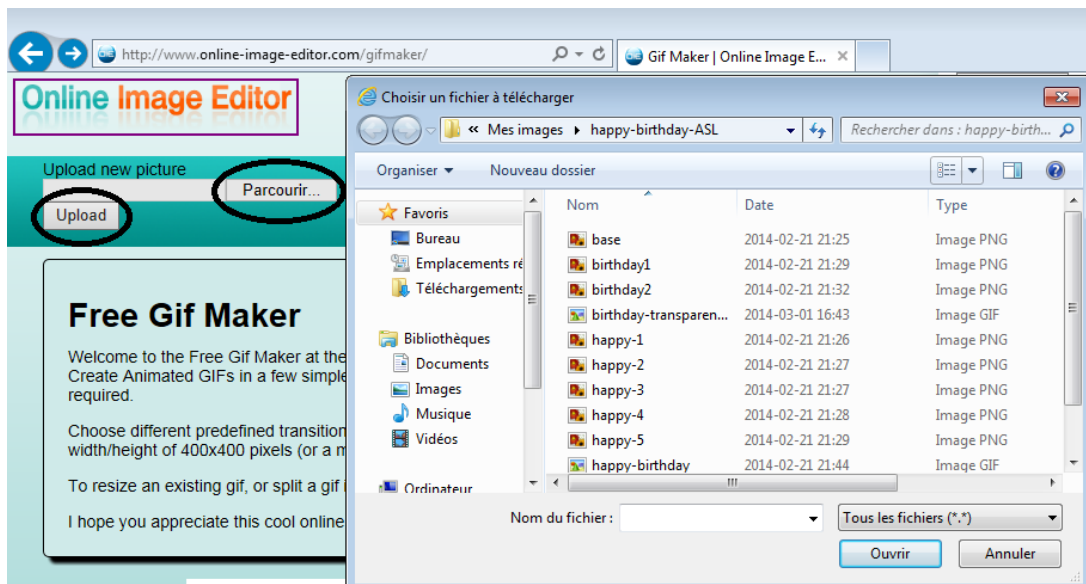 http://www.online-image-editor.com/gifmaker/
Gif Maker | Online Image E...
Online Image Editor
Upload new picture
Parcourir...
Upload
Free Gif Maker
Welcome to the Free Gif Maker at the
Create Animated GIFs in a few simple
required.
Choose different predefined transition
width/height of 400x400 pixels (or a m
To resize an existing gif, or split a gif i
I hope you appreciate this cool online
Choisir un fichier à télécharger
« Mes images happy-birthday-ASL
Rechercher dans : happy-birth...
Organiser Nouveau dossier
Favoris
Bureau
Emplacements ré
Téléchargements
Bibliothèques
Documents
Images
Musique
Vidéos
Ordinateur
Nom Date Type
base 2014-02-21 21:25 Image PNG
birthday1 2014-02-21 21:29 Image PNG
birthday2 2014-02-21 21:32 Image PNG
birthday-transparen... 2014-03-01 16:43 Image GIF
happy-1 2014-02-21 21:26 Image PNG
happy-2 2014-02-21 21:27 Image PNG
happy-3 2014-02-21 21:27 Image PNG
happy-4 2014-02-21 21:28 Image PNG
happy-5 2014-02-21 21:29 Image PNG
happy-birthday 2014-02-21 21:44 Image GIF
Nom du fichier :
Tous les fichiers (*.*)
Ouvrir
Annuler